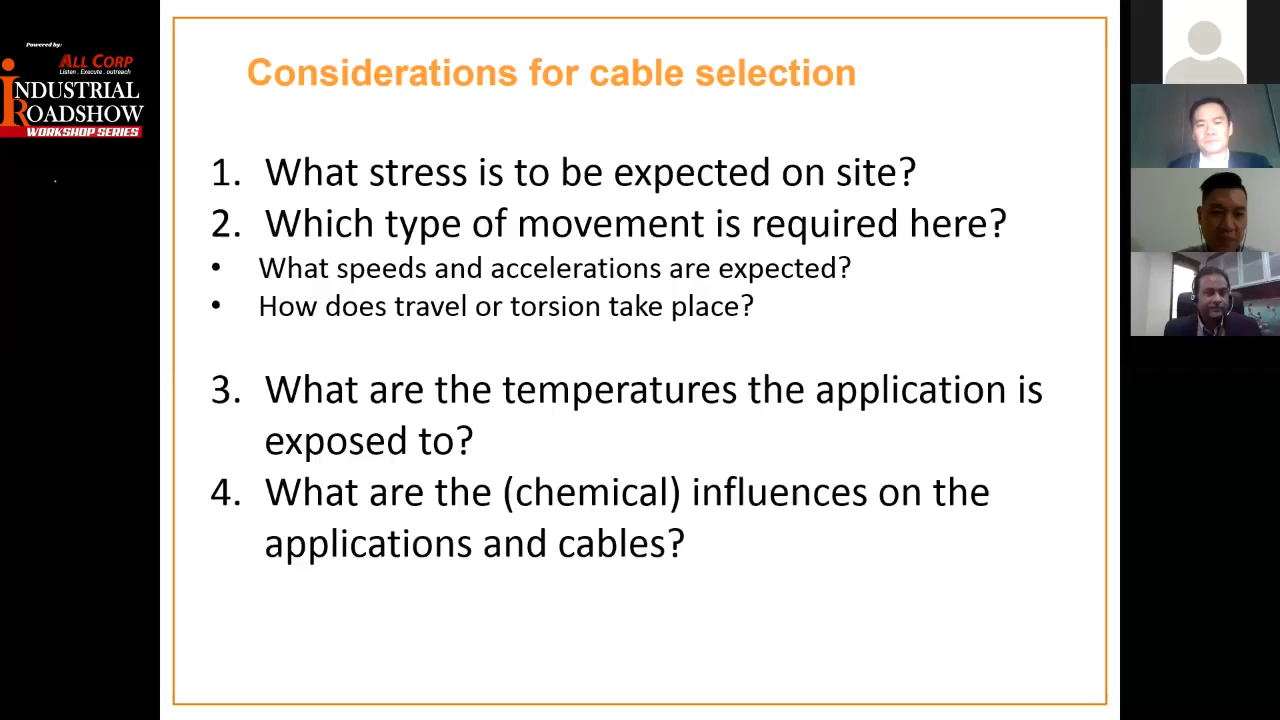 Powered by:
ALL CORP
Listen . Execute . outreach
INDUSTRIAL
ROADSHOW
WORKSHOP SERIES
Considerations for cable selection
1. What stress is to be expected on site?
2. Which type of movement is required here?
• What speeds and accelerations are expected?
• How does travel or torsion take place?
3. What are the temperatures the application is
exposed to?
4. What are the (chemical) influences on the
applications and cables?